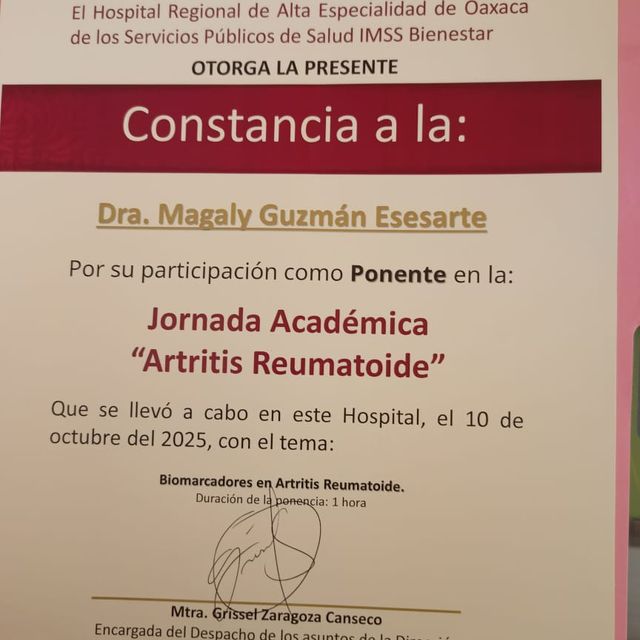 El Hospital Regional de Alta Especialidad de Oaxaca
de los Servicios Públicos de Salud IMSS Bienestar
OTORGA LA PRESENTE
Constancia a la:
Dra. Magaly Guzmán Esesarte
Por su participación como Ponente en la:
Jornada Académica
“Artritis Reumatoide”
Que se llevó a cabo en este Hospital, el 10 de
octubre del 2025, con el tema:
Biomarcadores en Artritis Reumatoide.
Duración de la ponencia: 1 hora
Mtra. Grissel Zaragoza Canseco
Encargada del Despacho de los asuntos de la Dirección